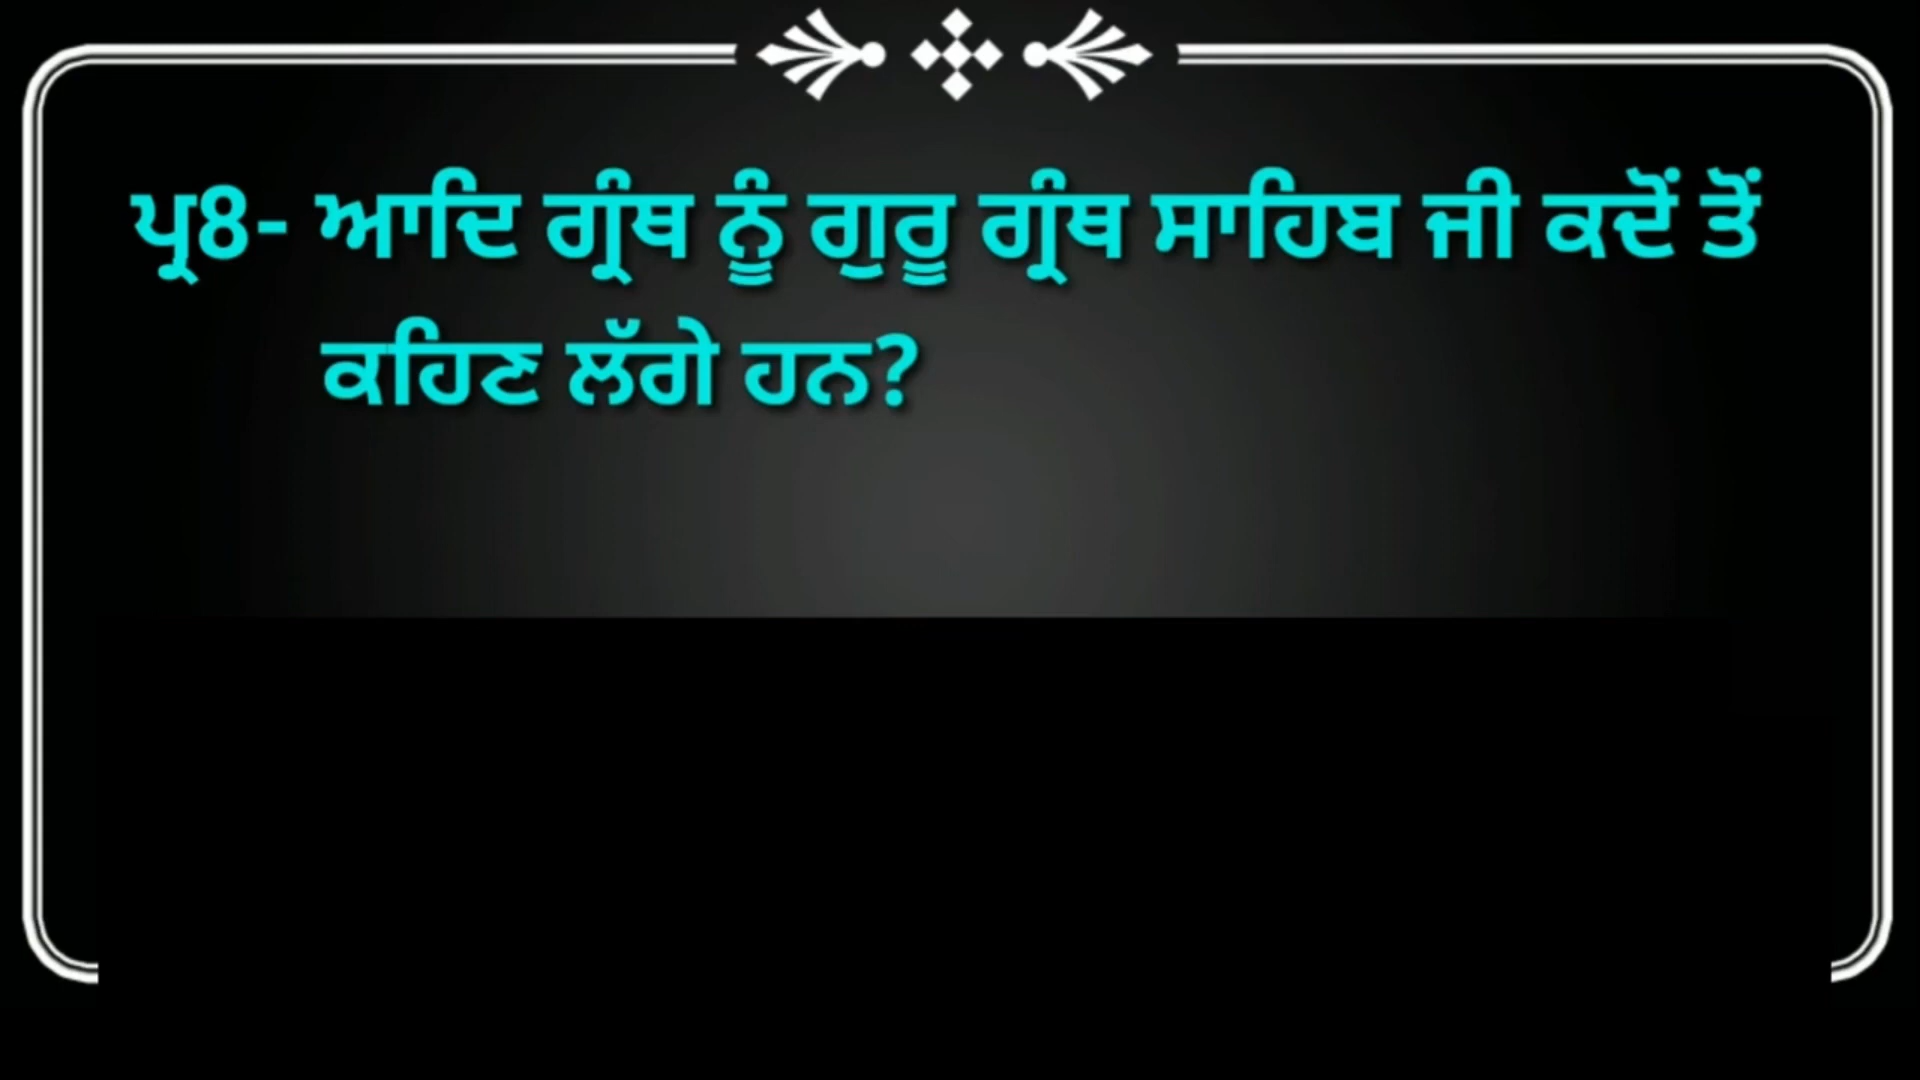 ਪ੍ਰ8- ਆਦਿ ਗ੍ਰੰਥ ਨੂੰ ਗੁਰੂ ਗ੍ਰੰਥ ਸਾਹਿਬ ਜੀ ਕਦੋਂ ਤੋਂ
ਕਹਿਣ ਲੱਗੇ ਹਨ?